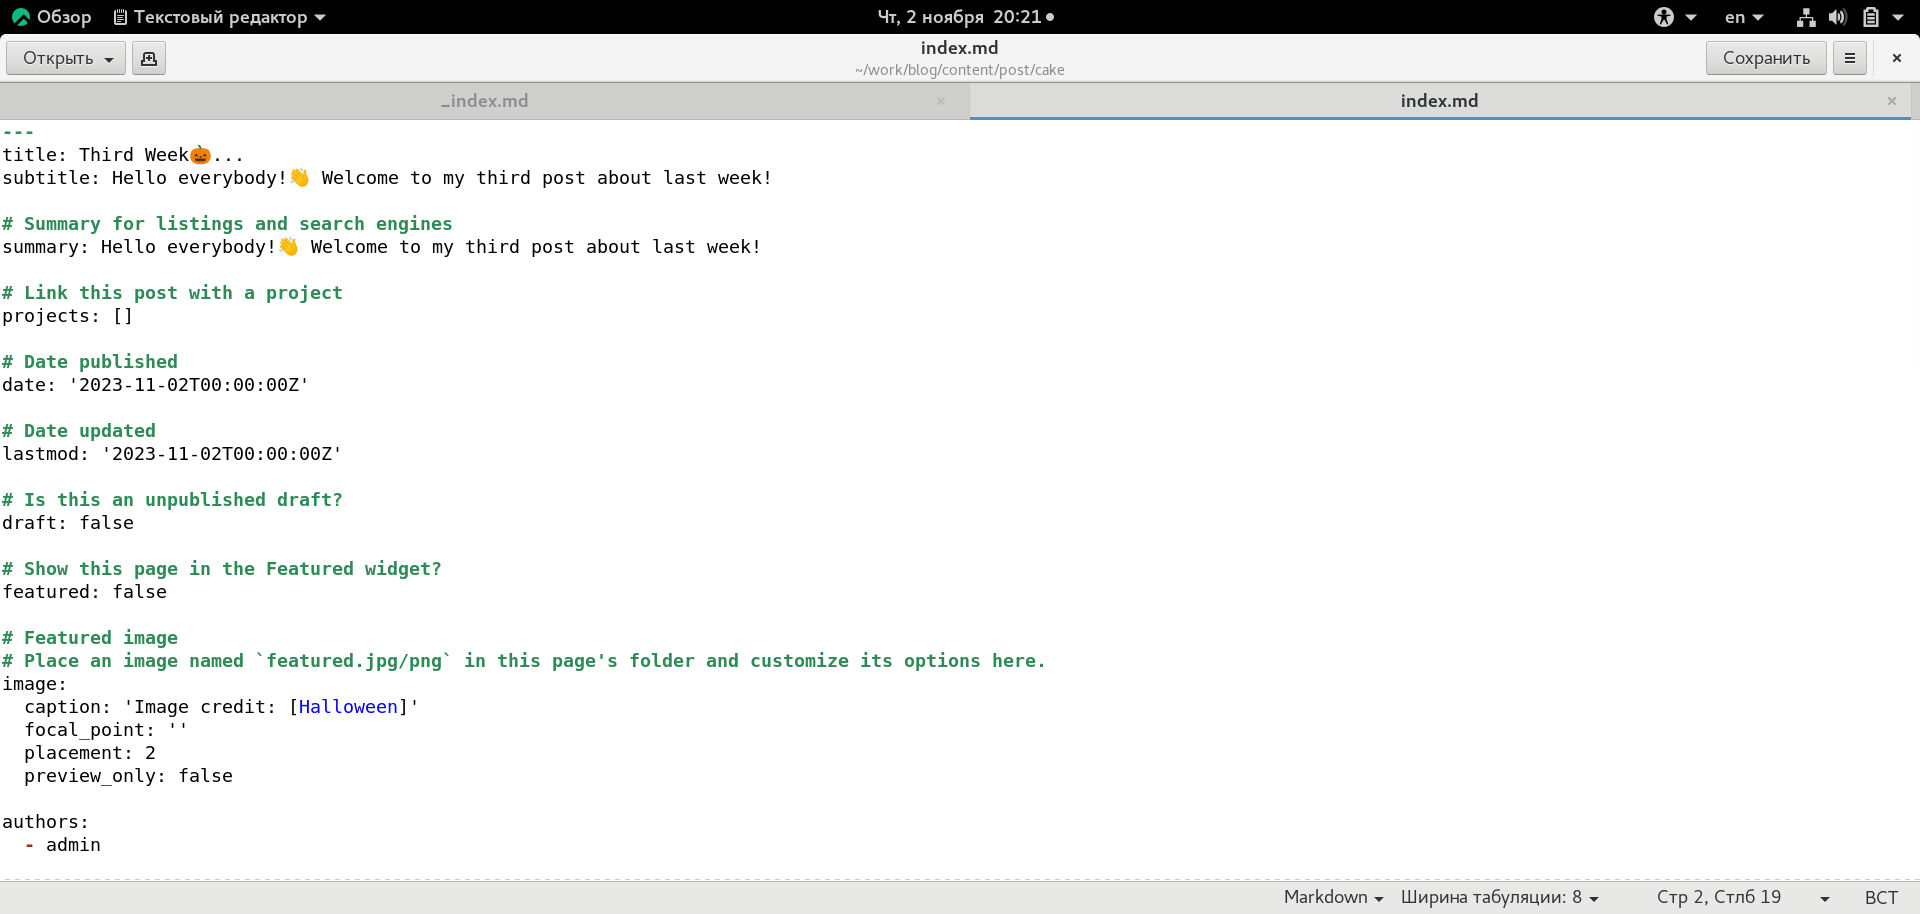 Обзор Текстовый редактор Чт, 2 ноября 20:21 en
Открыть index.md Сохранить
~/work/blog/content/post/cake
_index.md index.md
---
title: Third Week🎃...
subtitle: Hello everybody!👋 Welcome to my third post about last week!
# Summary for listings and search engines
summary: Hello everybody!👋 Welcome to my third post about last week!
# Link this post with a project
projects: []
# Date published
date: '2023-11-02T00:00:00Z'
# Date updated
lastmod: '2023-11-02T00:00:00Z'
# Is this an unpublished draft?
draft: false
# Show this page in the Featured widget?
featured: false
# Featured image
# Place an image named `featured.jpg/png` in this page's folder and customize its options here.
image:
  caption: 'Image credit: [Halloween]'
  focal_point: ''
  placement: 2
  preview_only: false
authors:
  - admin
Markdown Ширина табуляции: 8 Стр 2, Стлб 19 ВСТ